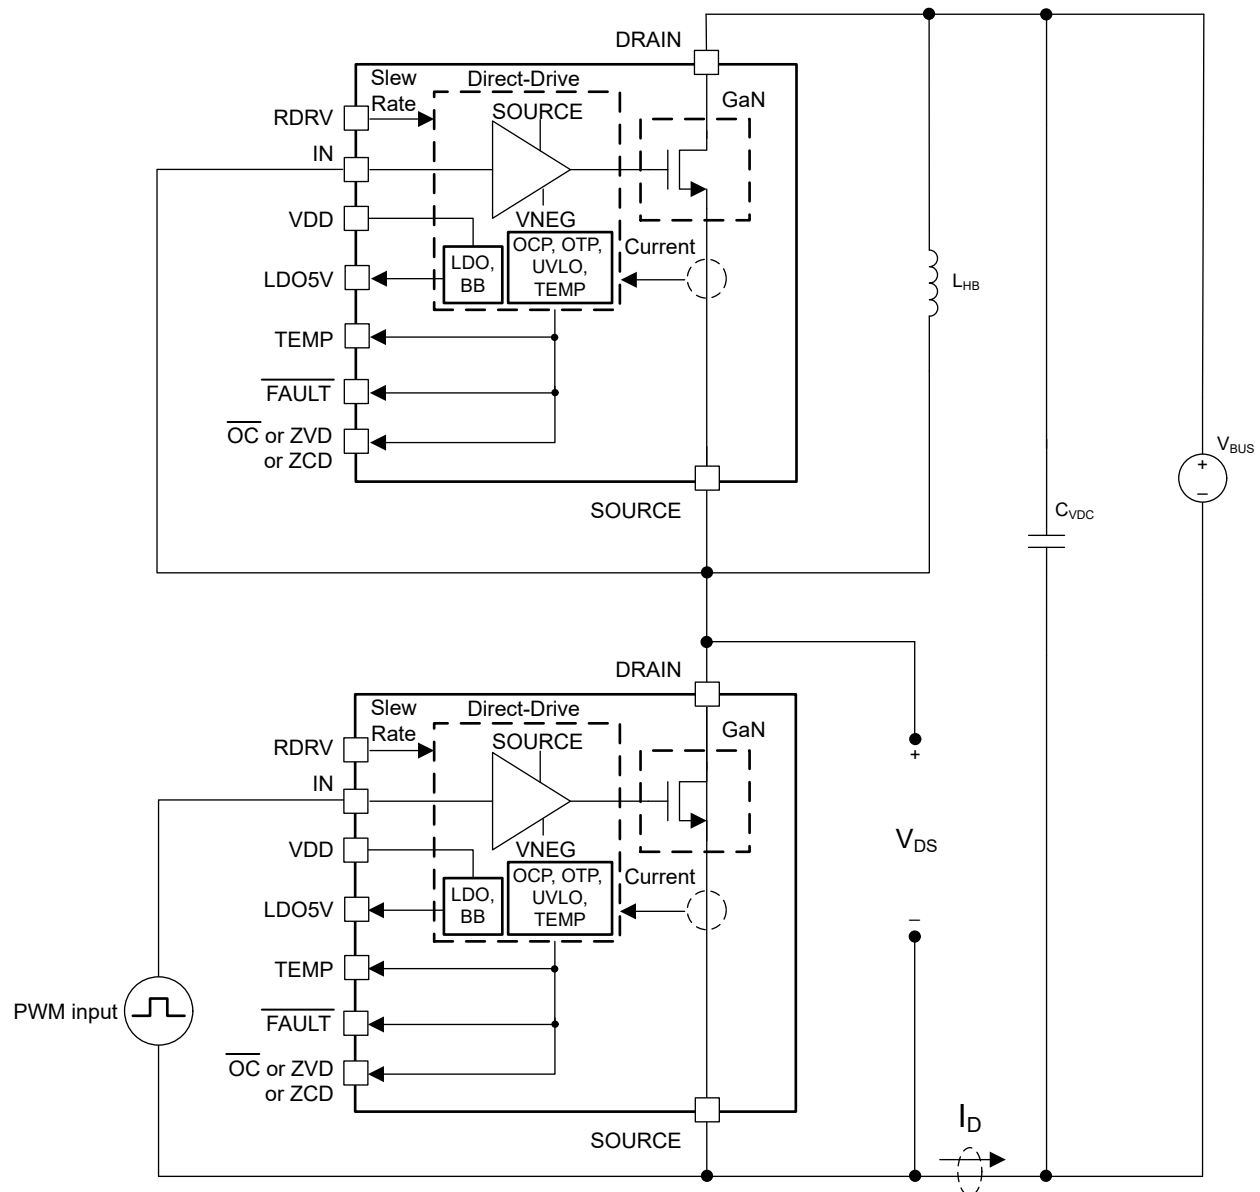 DRAIN
Slew
Rate
Direct-Drive
SOURCE
GaN
RDRV
IN
VDD
VNEG
LDO,
BB
OCP, OTP,
UVLO,
TEMP
Current
LDO5V
TEMP
FAULT
OC or ZVD
or ZCD
SOURCE
LHB
CVDC
VBUS
+
–
DRAIN
Slew
Rate
Direct-Drive
SOURCE
GaN
RDRV
IN
VDD
VNEG
LDO,
BB
OCP, OTP,
UVLO,
TEMP
Current
LDO5V
TEMP
FAULT
OC or ZVD
or ZCD
SOURCE
PWM input
+
VDS
–
ID